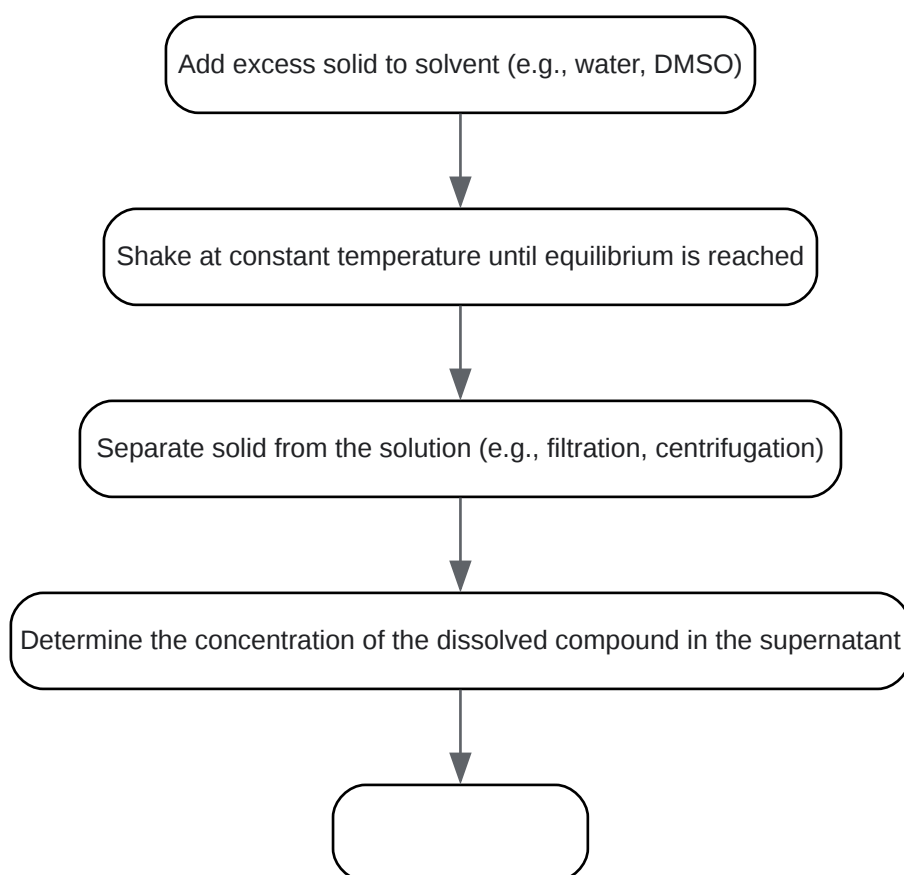 Add excess solid to solvent (e.g., water, DMSO)
Shake at constant temperature until equilibrium is reached
Separate solid from the solution (e.g., filtration, centrifugation)
Determine the concentration of the dissolved compound in the supernatant